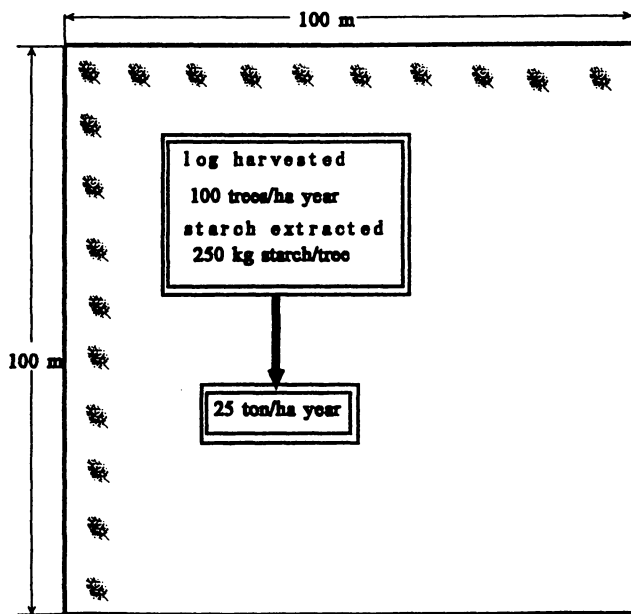 100 m
log harvested
100 trees/ha year
starch extracted
250 kg starch/tree
100 m
25 ton/ha year